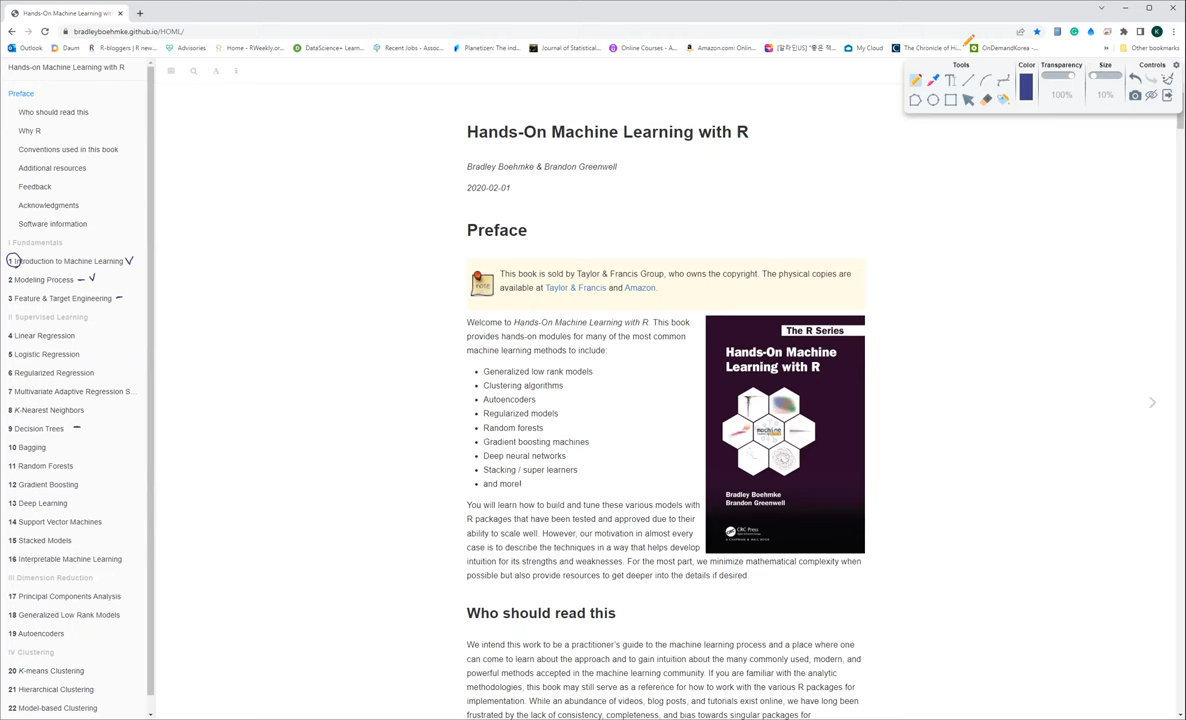 Hands-On Machine Learning wit
bradleyboehmke.github.io/HOML/
Outlook
Daum
R-bloggers | R new...
Advisories
Home - RWeekly.or...
DataScience+ Learn...
Recent Jobs - Assoc...
Planetizen: The ind...
Journal of Statistical...
Online Courses - A...
Amazon.com: Onlin...
[알라딘US] "좋은 책...
My Cloud
The Chronicle of Hi...
OnDemandKorea -...
»
Other bookmarks
Tools
Color
Transparency
Size
Controls
100%
10%
Hands-on Machine Learning with R
Preface
Who should read this
Why R
Conventions used in this book
Additional resources
Feedback
Acknowledgments
Software information
I Fundamentals
1 Introduction to Machine Learning
2 Modeling Process
3 Feature & Target Engineering
II Supervised Learning
4 Linear Regression
5 Logistic Regression
6 Regularized Regression
7 Multivariate Adaptive Regression S...
8 K-Nearest Neighbors
9 Decision Trees
10 Bagging
11 Random Forests
12 Gradient Boosting
13 Deep Learning
14 Support Vector Machines
15 Stacked Models
16 Interpretable Machine Learning
III Dimension Reduction
17 Principal Components Analysis
18 Generalized Low Rank Models
19 Autoencoders
IV Clustering
20 K-means Clustering
21 Hierarchical Clustering
22 Model-based Clustering
Hands-On Machine Learning with R
Bradley Boehmke & Brandon Greenwell
2020-02-01
Preface
NOTE
This book is sold by Taylor & Francis Group, who owns the copyright. The physical copies are
available at Taylor & Francis and Amazon.
Welcome to Hands-On Machine Learning with R. This book
provides hands-on modules for many of the most common
machine learning methods to include:
• Generalized low rank models
• Clustering algorithms
• Autoencoders
• Regularized models
• Random forests
• Gradient boosting machines
• Deep neural networks
• Stacking / super learners
• and more!
The R Series
Hands-On Machine
Learning with R
machine
Bradley Boehmke
Brandon Greenwell
CRC Press
You will learn how to build and tune these various models with
R packages that have been tested and approved due to their
ability to scale well. However, our motivation in almost every
case is to describe the techniques in a way that helps develop
intuition for its strengths and weaknesses. For the most part, we minimize mathematical complexity when
possible but also provide resources to get deeper into the details if desired.
Who should read this
We intend this work to be a practitioner's guide to the machine learning process and a place where one
can come to learn about the approach and to gain intuition about the many commonly used, modern, and
powerful methods accepted in the machine learning community. If you are familiar with the analytic
methodologies, this book may still serve as a reference for how to work with the various R packages for
implementation. While an abundance of videos, blog posts, and tutorials exist online, we have long been
frustrated by the lack of consistency, completeness, and bias towards singular packages for